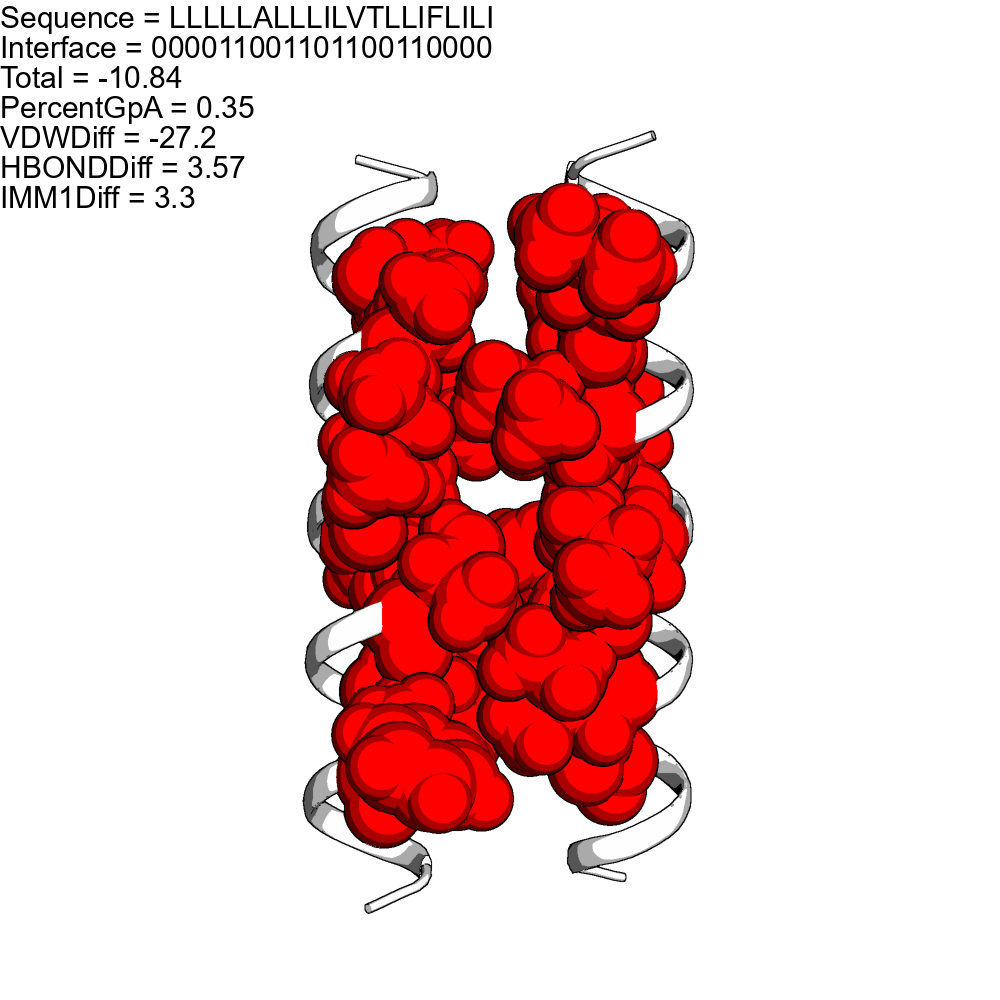 Sequence = LLLLLALLLILVTLLIFLILI
Interface = 000011001101100110000
Total = -10.84
PercentGpA = 0.35
VDWDiff = -27.2
HBONDDiff = 3.57
IMM1Diff = 3.3